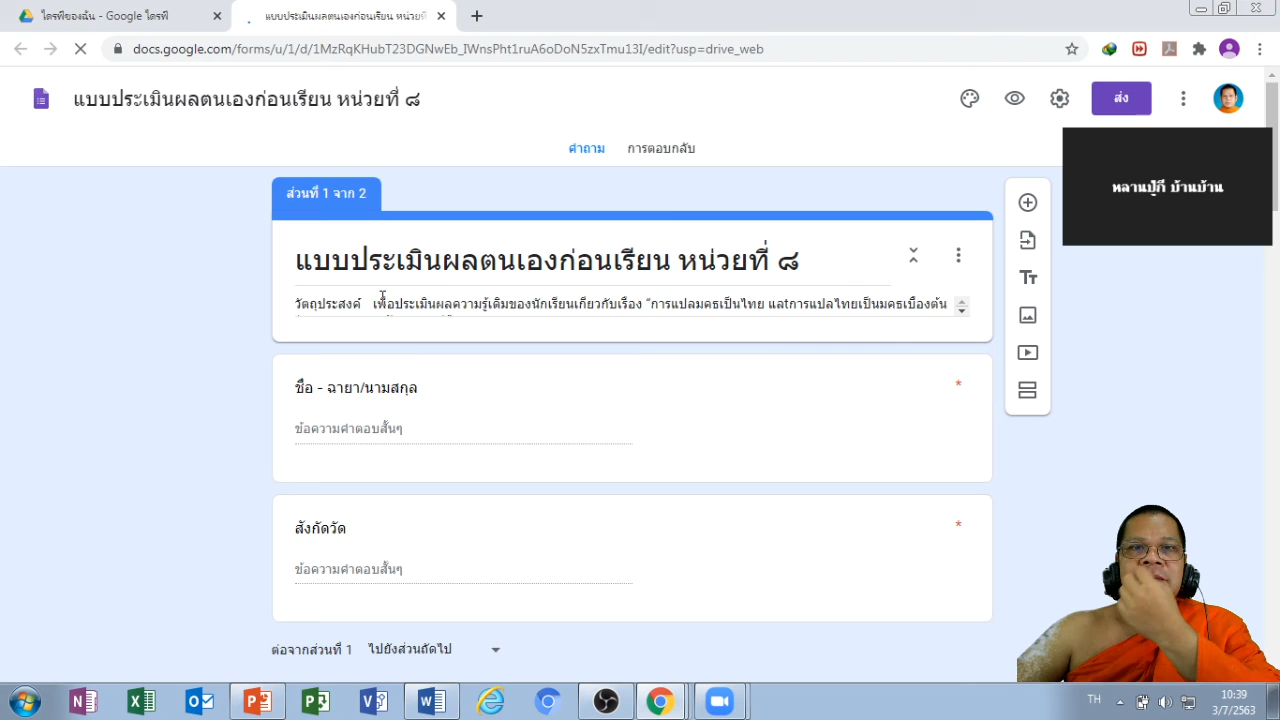 ไดรฟ์ของฉัน - Google ไดรฟ์
แบบประเมินผลตนเองก่อนเรียน หน่วยที่
docs.google.com/forms/u/1/d/1MzRqKHubT23DGNWEb_IWnsPht1ruA6oDoN5zxTmu13I/edit?usp=drive_web
แบบประเมินผลตนเองก่อนเรียน หน่วยที่ ๘
ส่ง
คำถาม การตอบกลับ
หลานปู่กึ๊ บ้านบ้าน
ส่วนที่ 1 จาก 2
แบบประเมินผลตนเองก่อนเรียน หน่วยที่ ๘
วัตถุประสงค์ เพื่อประเมินผลความรู้เดิมของนักเรียนเกี่ยวกับเรื่อง “การแปลมคธเป็นไทย และการแปลไทยเป็นมคธเบื้องต้น
ชื่อ - ฉายา/นามสกุล *
ข้อความคำตอบสั้นๆ
สังกัดวัด *
ข้อความคำตอบสั้นๆ
ต่อจากส่วนที่ 1 ไปยังส่วนถัดไป
TH
10:39
3/7/2563